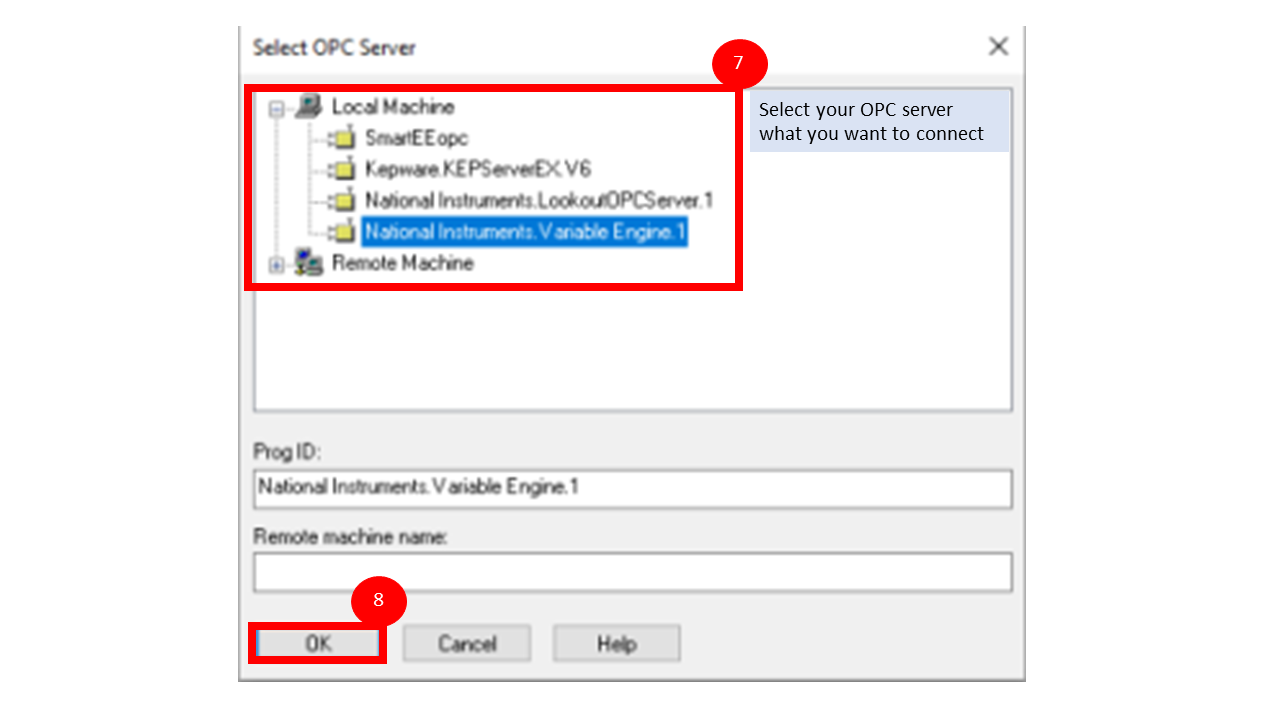 Select OPC Server
7
Local Machine
Select your OPC server
what you want to connect
SmartEEopc
Kepware.KEPServerEX.V6
National Instruments.LookoutOPCServer.1
National Instruments.Variable Engine.1
Remote Machine
Prog ID:
National Instruments.Variable Engine.1
Remote machine name:
8
OK
Cancel
Help